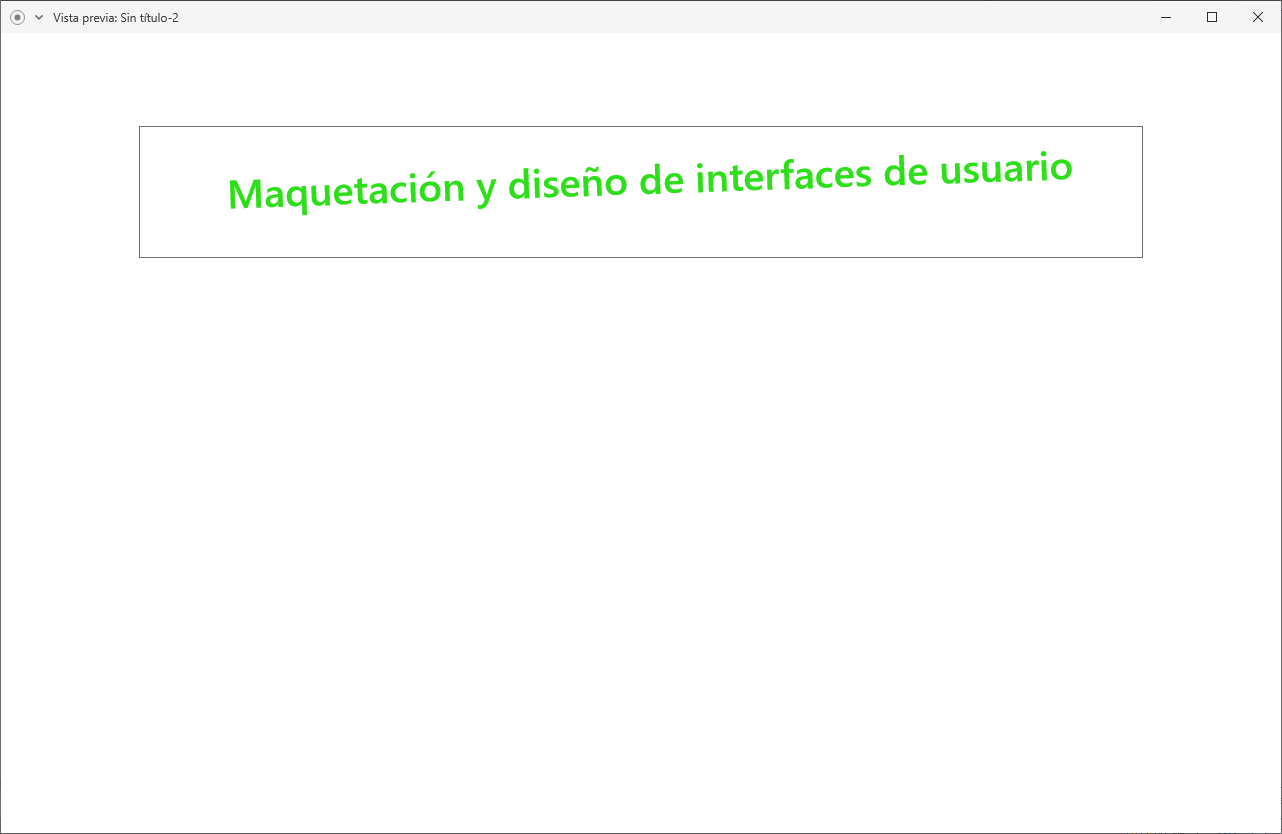 Vista previa: Sin título-2
Maquetación y diseño de interfaces de usuario